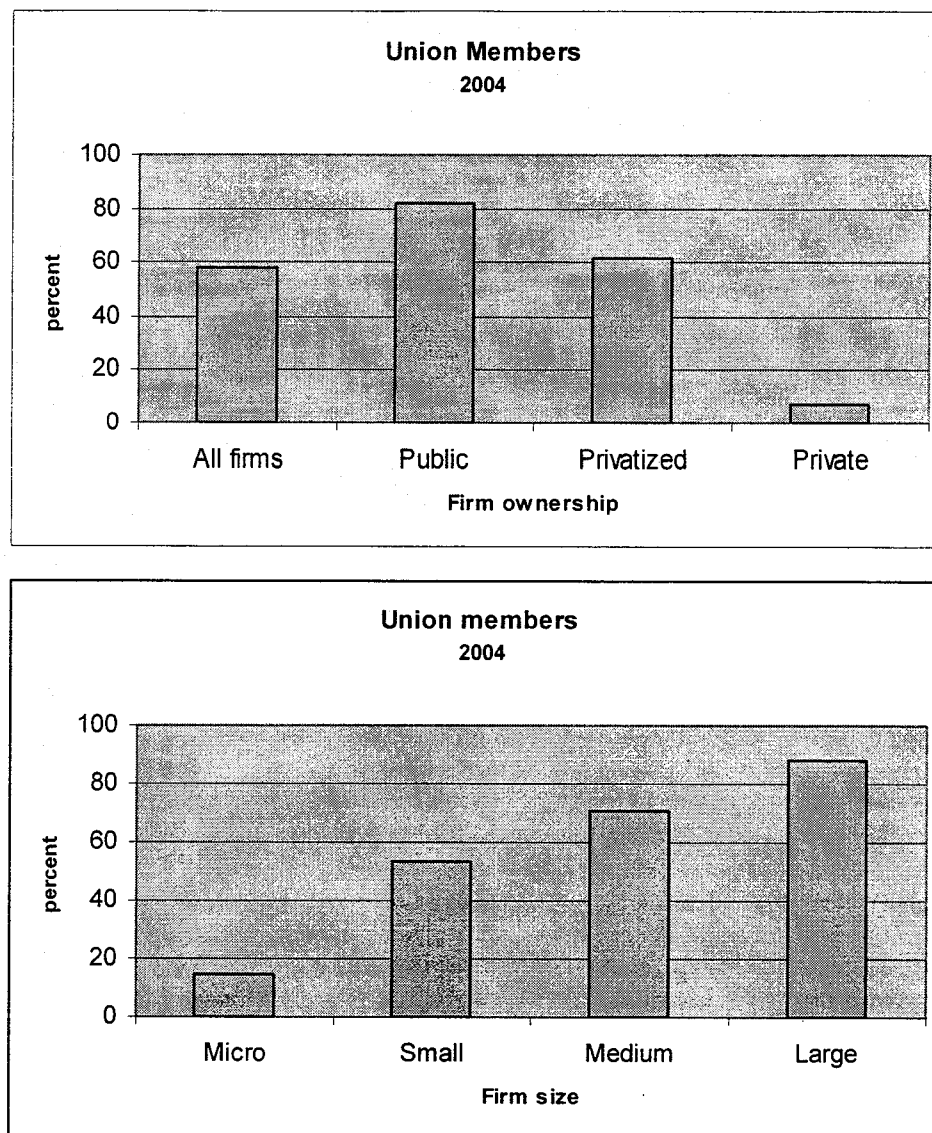 Union Members
2004
100
80
60
40
20
0
percent
All firms Public Privatized Private
Firm ownership
Union members
2004
100
80
60
40
20
0
percent
Micro Small Medium Large
Firm size